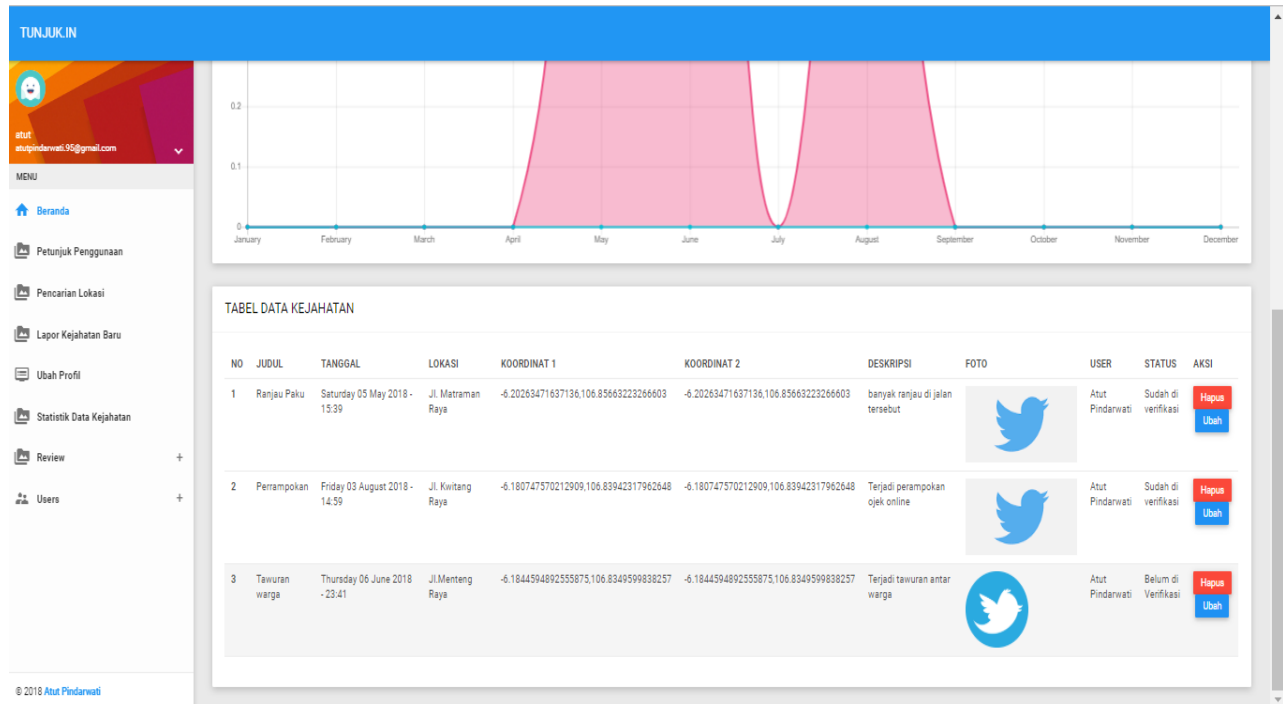 TUNJUK.IN
atut
atutpindarwati.95@gmail.com
MENU
Beranda
Petunjuk Penggunaan
Pencarian Lokasi
Lapor Kejahatan Baru
Ubah Profil
Statistik Data Kejahatan
Review +
Users +
© 2018 Atut Pindarwati
0.2
0.1
0
January February March April May June July August September October November December
TABEL DATA KEJAHATAN
NO JUDUL TANGGAL LOKASI KOORDINAT 1 KOORDINAT 2 DESKRIPSI FOTO USER STATUS AKSI
1 Ranjau Paku Saturday 05 May 2018 - Jl. Matraman -6.20263471637136,106.85663223266603 -6.20263471637136,106.85663223266603 banyak ranjau di jalan Atut Sudah di Hapus
15:39 Raya tersebut Pindarwati verifikasi Ubah
2 Perrampokan Friday 03 August 2018 - Jl. Kwitang -6.180747570212909,106.83942317962648 -6.180747570212909,106.83942317962648 Terjadi perampokan Atut Sudah di Hapus
14:59 Raya ojek online Pindarwati verifikasi Ubah
3 Tawuran Thursday 06 June 2018 Jl.Menteng -6.1844594892555875,106.8349599838257 -6.1844594892555875,106.8349599838257 Terjadi tawuran antar Atut Belum di Hapus
warga - 23:41 Raya warga Pindarwati Verifikasi Ubah